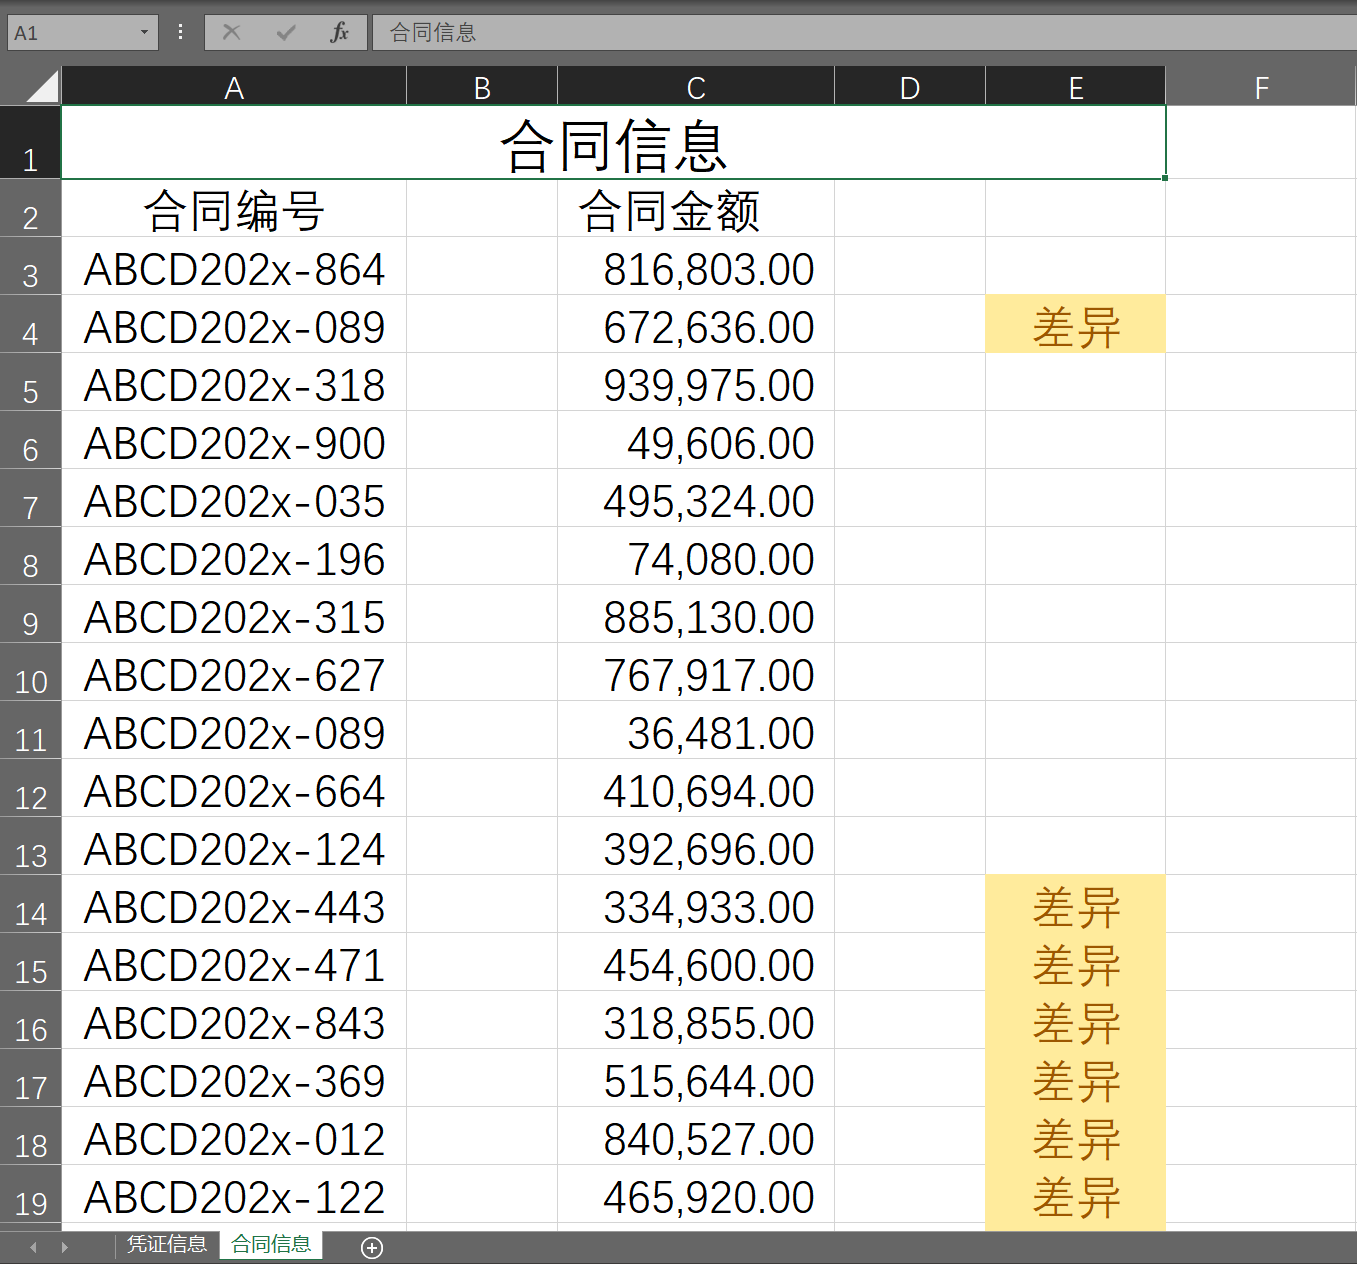 A1 fx 合同信息
A B C D E F
1 合同信息
2 合同编号 合同金额
3 ABCD202x-864 816,803.00
4 ABCD202x-089 672,636.00 差异
5 ABCD202x-318 939,975.00
6 ABCD202x-900 49,606.00
7 ABCD202x-035 495,324.00
8 ABCD202x-196 74,080.00
9 ABCD202x-315 885,130.00
10 ABCD202x-627 767,917.00
11 ABCD202x-089 36,481.00
12 ABCD202x-664 410,694.00
13 ABCD202x-124 392,696.00
14 ABCD202x-443 334,933.00 差异
15 ABCD202x-471 454,600.00 差异
16 ABCD202x-843 318,855.00 差异
17 ABCD202x-369 515,644.00 差异
18 ABCD202x-012 840,527.00 差异
19 ABCD202x-122 465,920.00 差异
凭证信息 合同信息